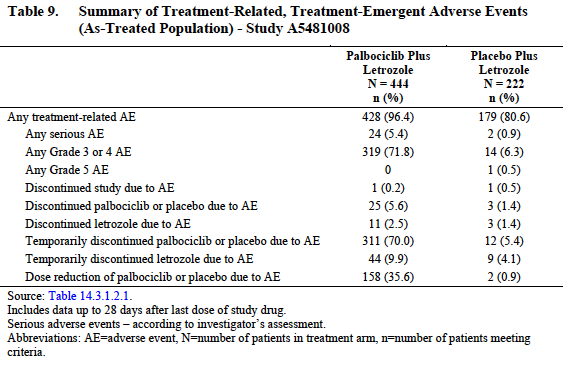 Table 9. Summary of Treatment-Related, Treatment-Emergent Adverse Events
(As-Treated Population) - Study A5481008
Palbociclib Plus Placebo Plus
Letrozole Letrozole
N = 444 N = 222
n (%) n (%)
Any treatment-related AE 428 (96.4) 179 (80.6)
Any serious AE 24 (5.4) 2 (0.9)
Any Grade 3 or 4 AE 319 (71.8) 14 (6.3)
Any Grade 5 AE 0 1 (0.5)
Discontinued study due to AE 1 (0.2) 1 (0.5)
Discontinued palbociclib or placebo due to AE 25 (5.6) 3 (1.4)
Discontinued letrozole due to AE 11 (2.5) 3 (1.4)
Temporarily discontinued palbociclib or placebo due to AE 311 (70.0) 12 (5.4)
Temporarily discontinued letrozole due to AE 44 (9.9) 9 (4.1)
Dose reduction of palbociclib or placebo due to AE 158 (35.6) 2 (0.9)
Source: Table 14.3.1.2.1.
Includes data up to 28 days after last dose of study drug.
Serious adverse events – according to investigator's assessment.
Abbreviations: AE=adverse event, N=number of patients in treatment arm, n=number of patients meeting
criteria.